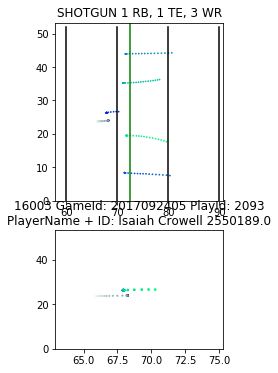 SHOTGUN 1 RB, 1 TE, 3 WR
50
40
30
20
10
0
60 70 80 90
16003 GameId: 2017092405 PlayId: 2093
PlayerName + ID: Isaiah Crowell 2550189.0
40
20
0
65.0 67.5 70.0 72.5 75.0